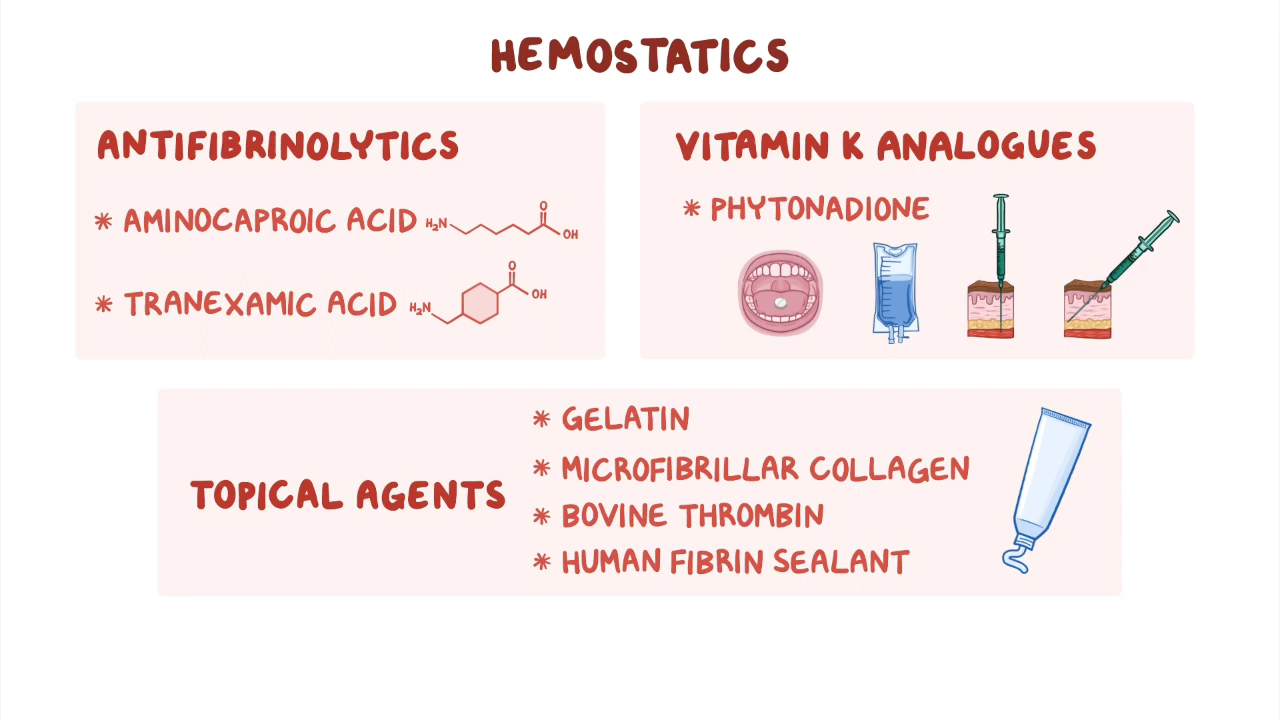 HEMOSTATICS
ANTIFIBRINOLYTICS
* AMINOCAPROIC ACID H₂N O OH
* TRANEXAMIC ACID H₂N O OH
VITAMIN K ANALOGUES
* PHYTONADIONE
TOPICAL AGENTS
* GELATIN
* MICROFIBRILLAR COLLAGEN
* BOVINE THROMBIN
* HUMAN FIBRIN SEALANT